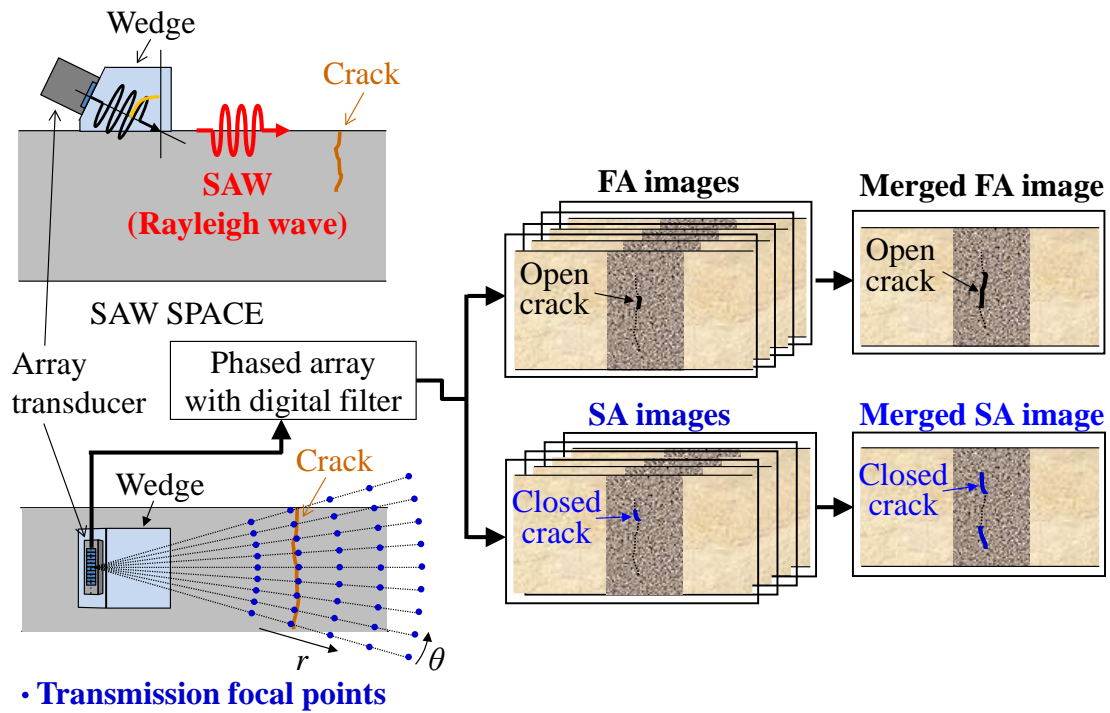 Wedge
Crack
SAW
(Rayleigh wave)
SAW SPACE
Array
transducer
Phased array
with digital filter
Wedge
Crack
r
θ
• Transmission focal points
FA images
Open
crack
Merged FA image
Open
crack
SA images
Closed
crack
Merged SA image
Closed
crack